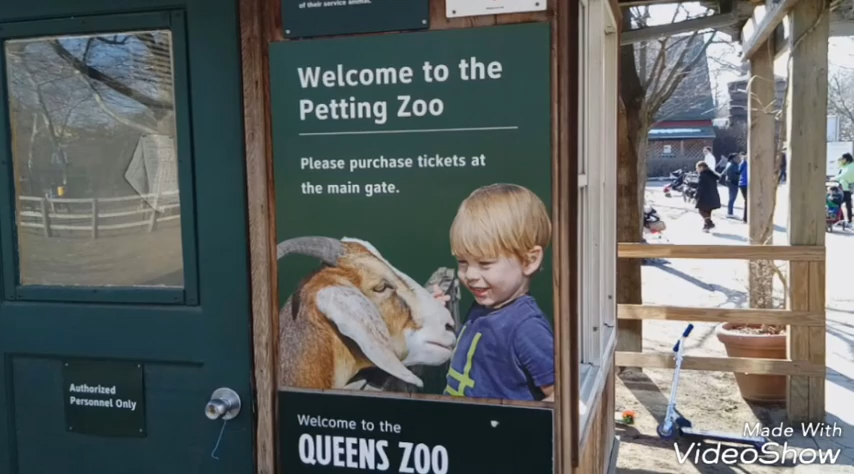 of their service animal.
Welcome to the
Petting Zoo
Please purchase tickets at
the main gate.
Authorized
Personnel Only
Welcome to the
QUEENS ZOO
Made With
VideoShow